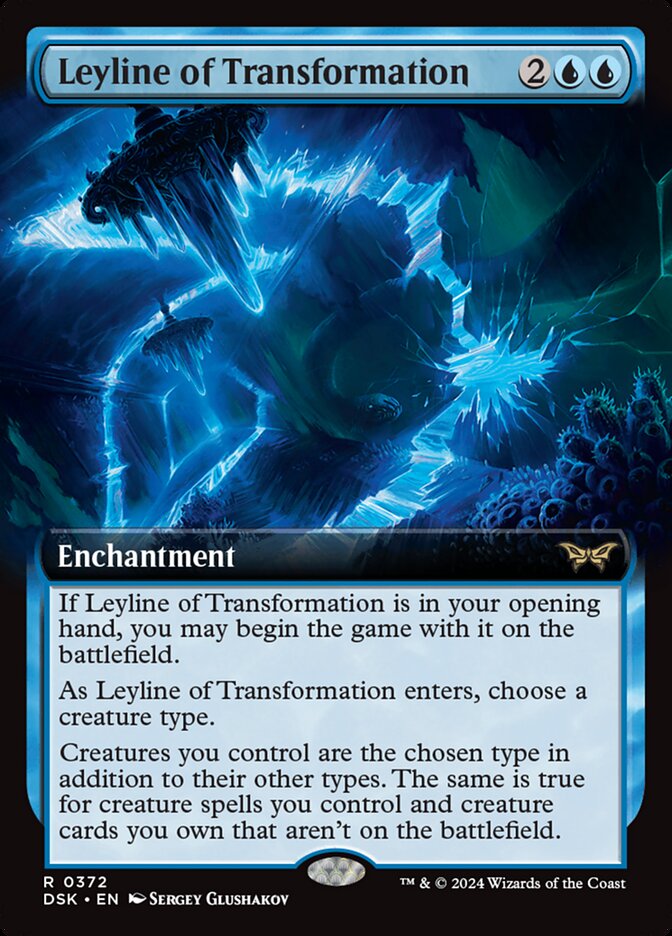 Leyline of Transformation 2
Enchantment
If Leyline of Transformation is in your opening
hand, you may begin the game with it on the
battlefield.
As Leyline of Transformation enters, choose a
creature type.
Creatures you control are the chosen type in
addition to their other types. The same is true
for creature spells you control and creature
cards you own that aren't on the battlefield.
R 0372
DSK • EN Sergey Glushakov
™ & © 2024 Wizards of the Coast